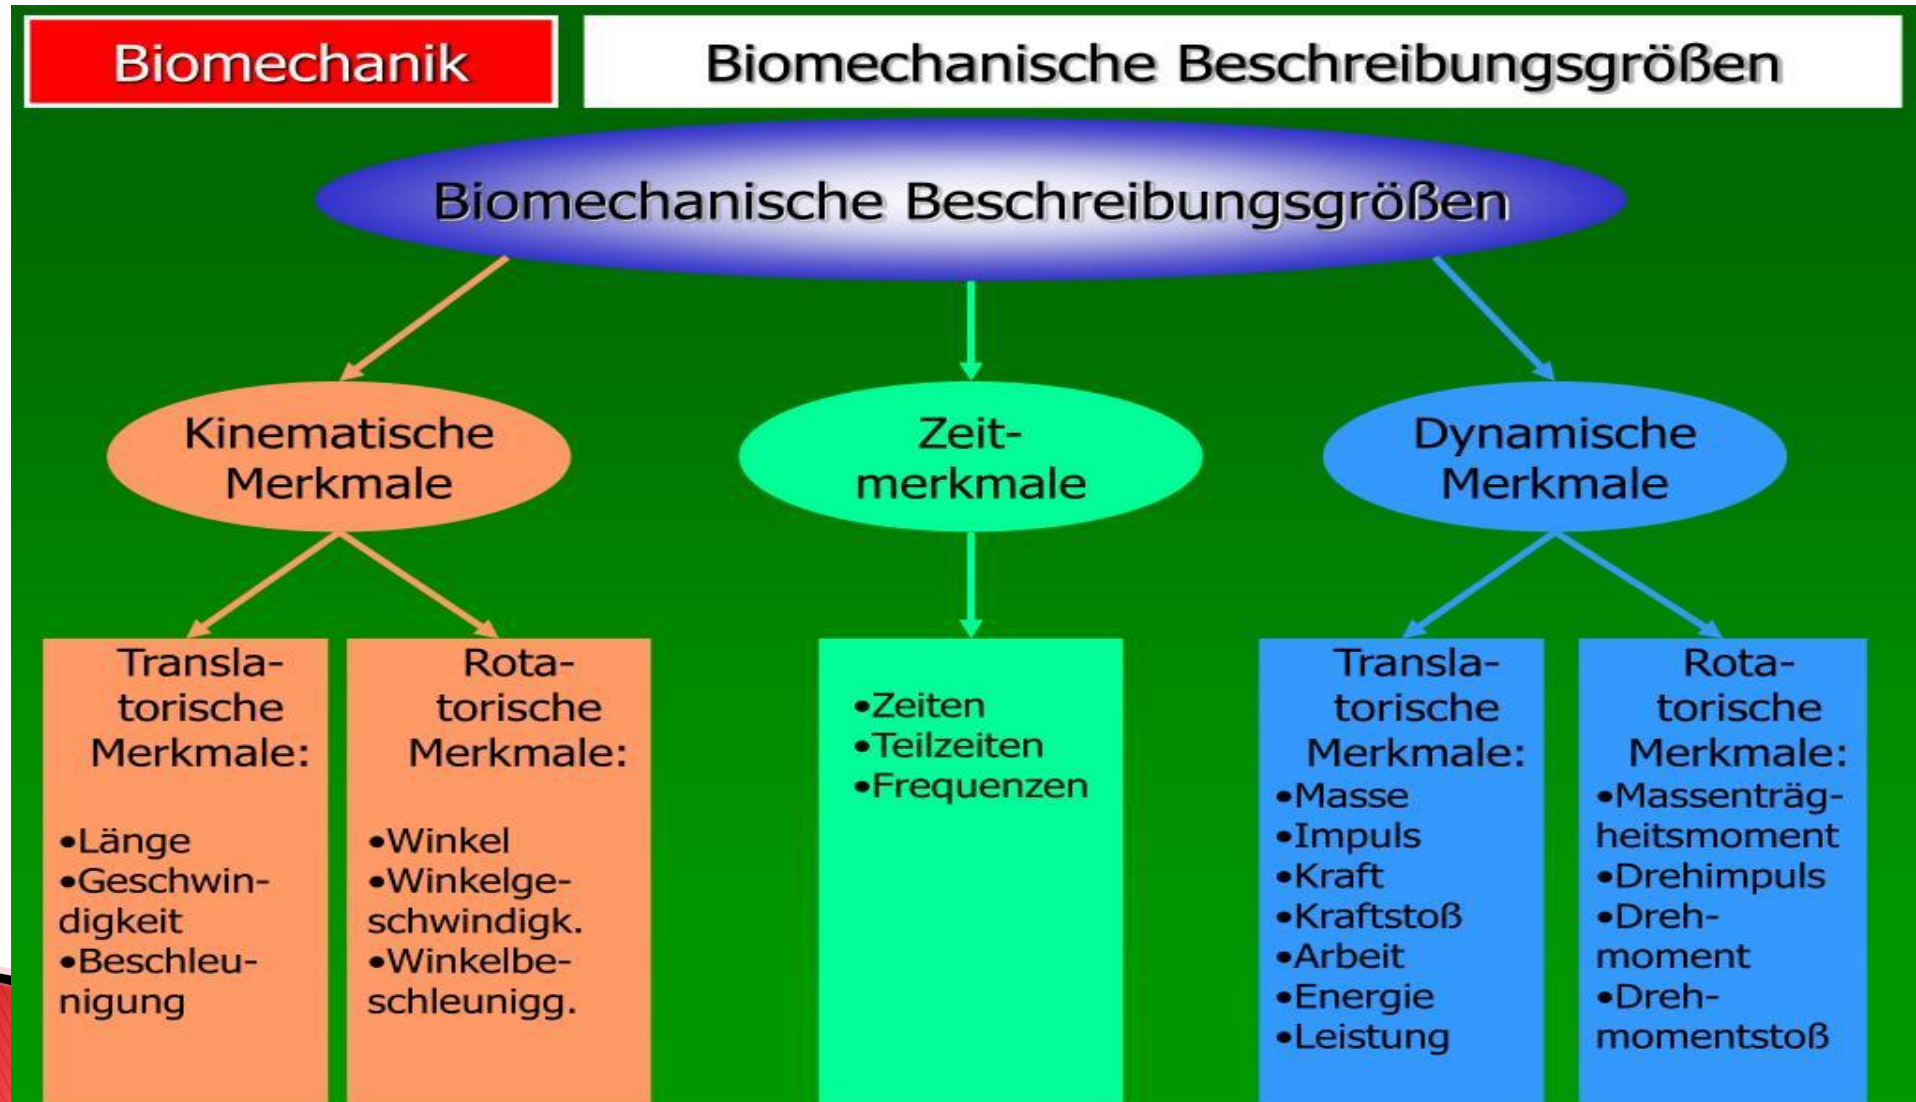 Biomechanik
Biomechanische Beschreibungsgrößen
Biomechanische Beschreibungsgrößen
Kinematische
Merkmale
Zeit-
merkmale
Dynamische
Merkmale
Transla-
torische
Merkmale:
•Länge
•Geschwin-
digkeit
•Beschleu-
nigung
Rota-
torische
Merkmale:
•Winkel
•Winkelge-
schwindigk.
•Winkelbe-
schleunigg.
•Zeiten
•Teilzeiten
•Frequenzen
Transla-
torische
Merkmale:
•Masse
•Impuls
•Kraft
•Kraftstoß
•Arbeit
•Energie
•Leistung
Rota-
torische
Merkmale:
•Massenträg-
heitsmoment
•Drehimpuls
•Dreh-
moment
•Dreh-
momentstoß